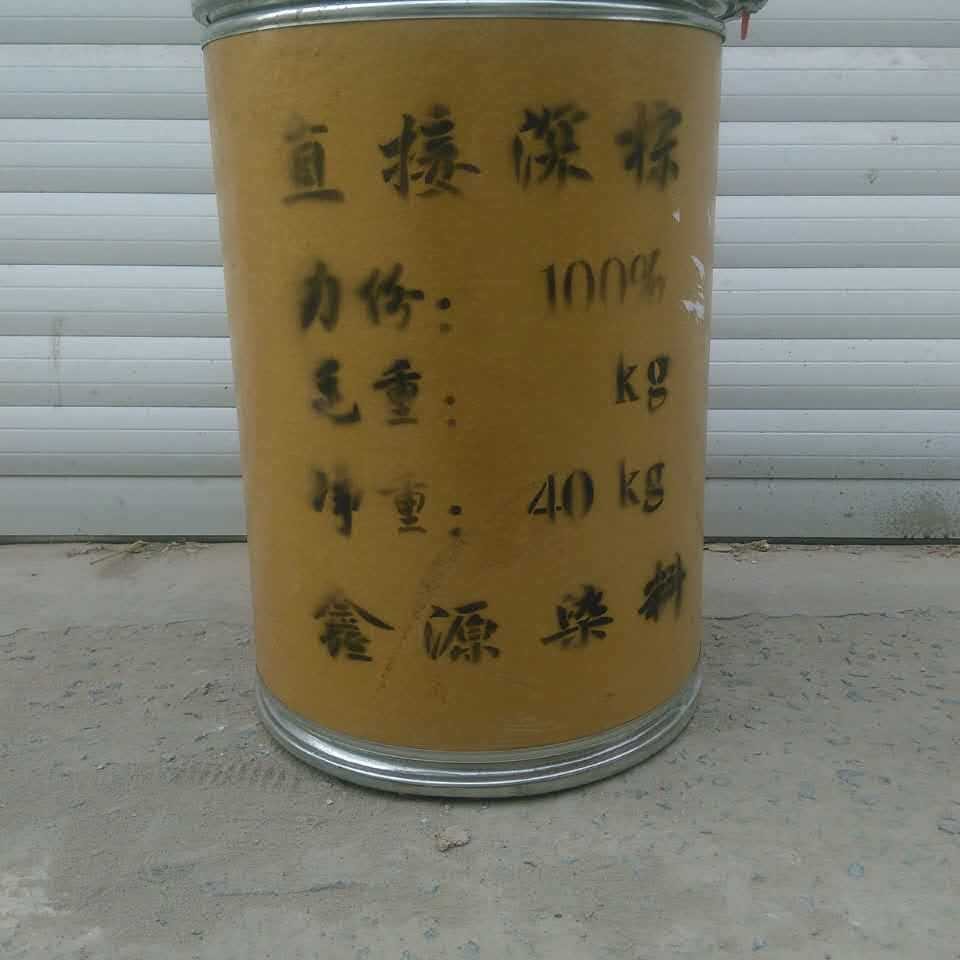 直接深棕
力份： 100%
毛重： kg
净重： 40 kg
鑫源染料